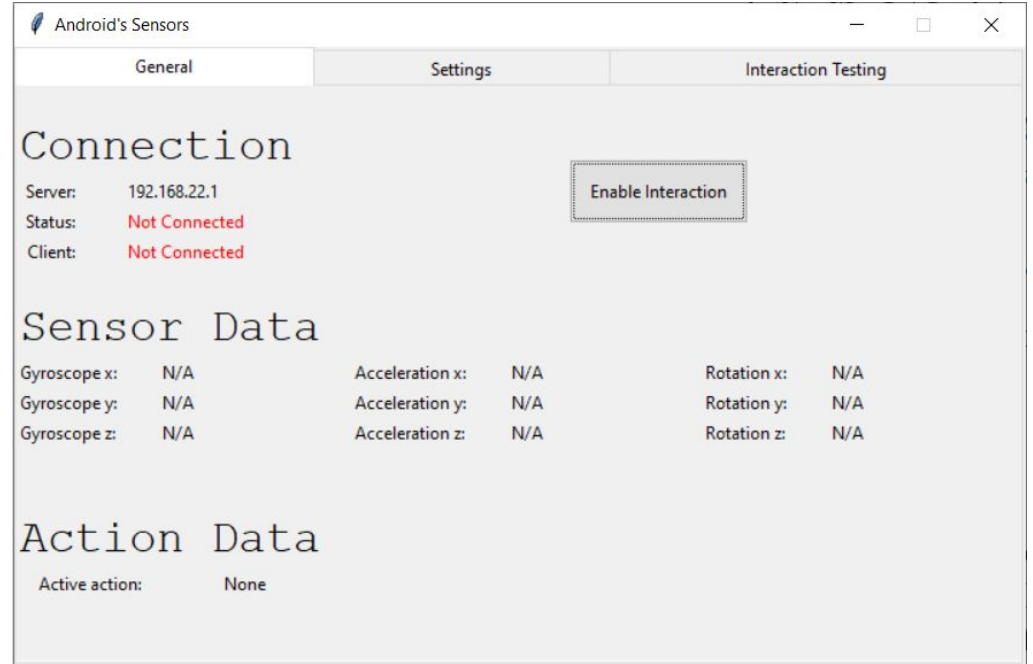 Android's Sensors
General Settings Interaction Testing
Connection
Enable Interaction
Server: 192.168.22.1
Status: Not Connected
Client: Not Connected
Sensor Data
Gyroscope x: N/A Acceleration x: N/A Rotation x: N/A
Gyroscope y: N/A Acceleration y: N/A Rotation y: N/A
Gyroscope z: N/A Acceleration z: N/A Rotation z: N/A
Action Data
Active action: None